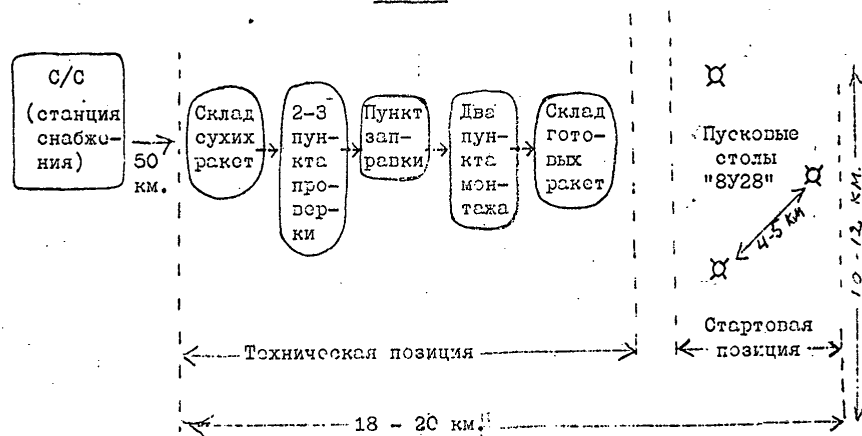 С/С
(станция
снабже-
ния)
50
км.
Склад
сухих
ракет
2-3
пун-
кта
про-
вер-
ки
Пункт
зап-
равки
Два
пун-
кта
мон-
тажа
Склад
гото-
вых
ракет
Пусковые
столы
"8У28"
4-5 км
10-12 км.
Техническая позиция
Стартовая
позиция
18 - 20 км.